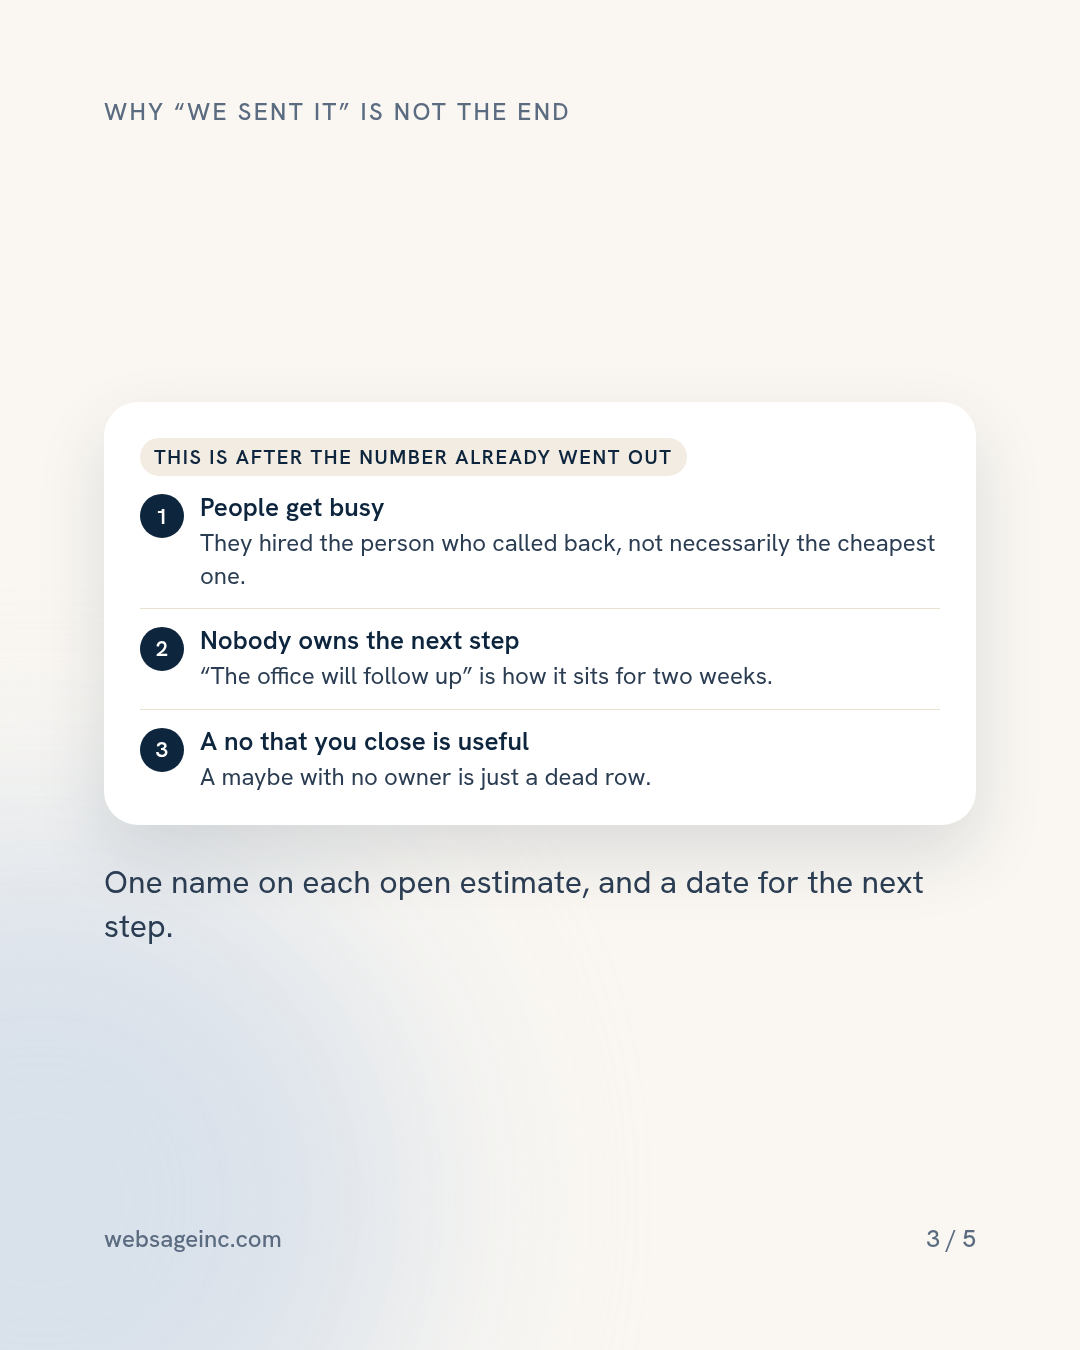 WHY “WE SENT IT” IS NOT THE END
THIS IS AFTER THE NUMBER ALREADY WENT OUT
1
People get busy
They hired the person who called back, not necessarily the cheapest
one.
2
Nobody owns the next step
“The office will follow up” is how it sits for two weeks.
3
A no that you close is useful
A maybe with no owner is just a dead row.
One name on each open estimate, and a date for the next
step.
websageinc.com
3 / 5